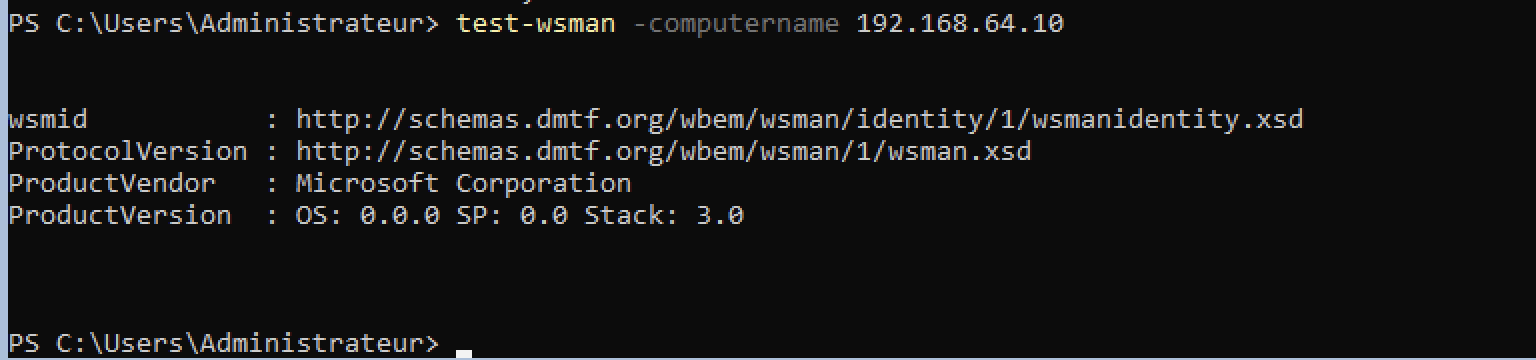 PS C:\Users\Administrateur> test-wsman -computername 192.168.64.10
wsmid : http://schemas.dmtf.org/wbem/wsman/identity/1/wsmanidentity.xsd
ProtocolVersion : http://schemas.dmtf.org/wbem/wsman/1/wsman.xsd
ProductVendor : Microsoft Corporation
ProductVersion : OS: 0.0.0 SP: 0.0 Stack: 3.0
PS C:\Users\Administrateur>